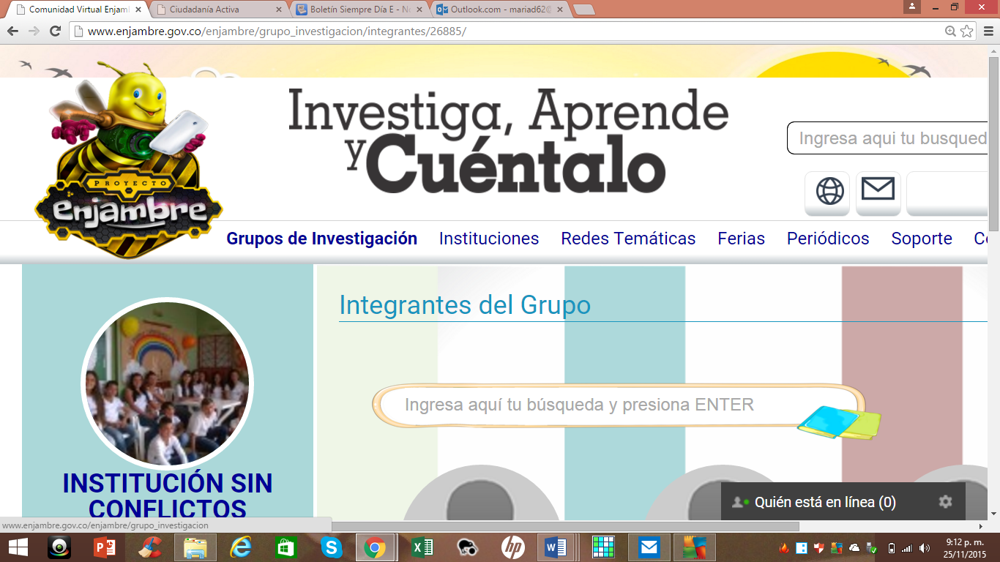 Comunidad Virtual Enjam
Ciudadanía Activa
Boletín Siempre Día E - N
Outlook.com - mariad62@
www.enjambre.gov.co/enjambre/grupo_investigacion/integrantes/26885/
Investiga, Aprende
y Cuéntalo
Ingresa aqui tu busqued
PROYECTO
enjambre
Grupos de Investigación Instituciones Redes Temáticas Ferias Periódicos Soporte
Integrantes del Grupo
Ingresa aquí tu búsqueda y presiona ENTER
INSTITUCIÓN SIN
CONFLICTOS
Quién está en línea (0)
www.enjambre.gov.co/enjambre/grupo_investigacion
9:12 p. m.
25/11/2015